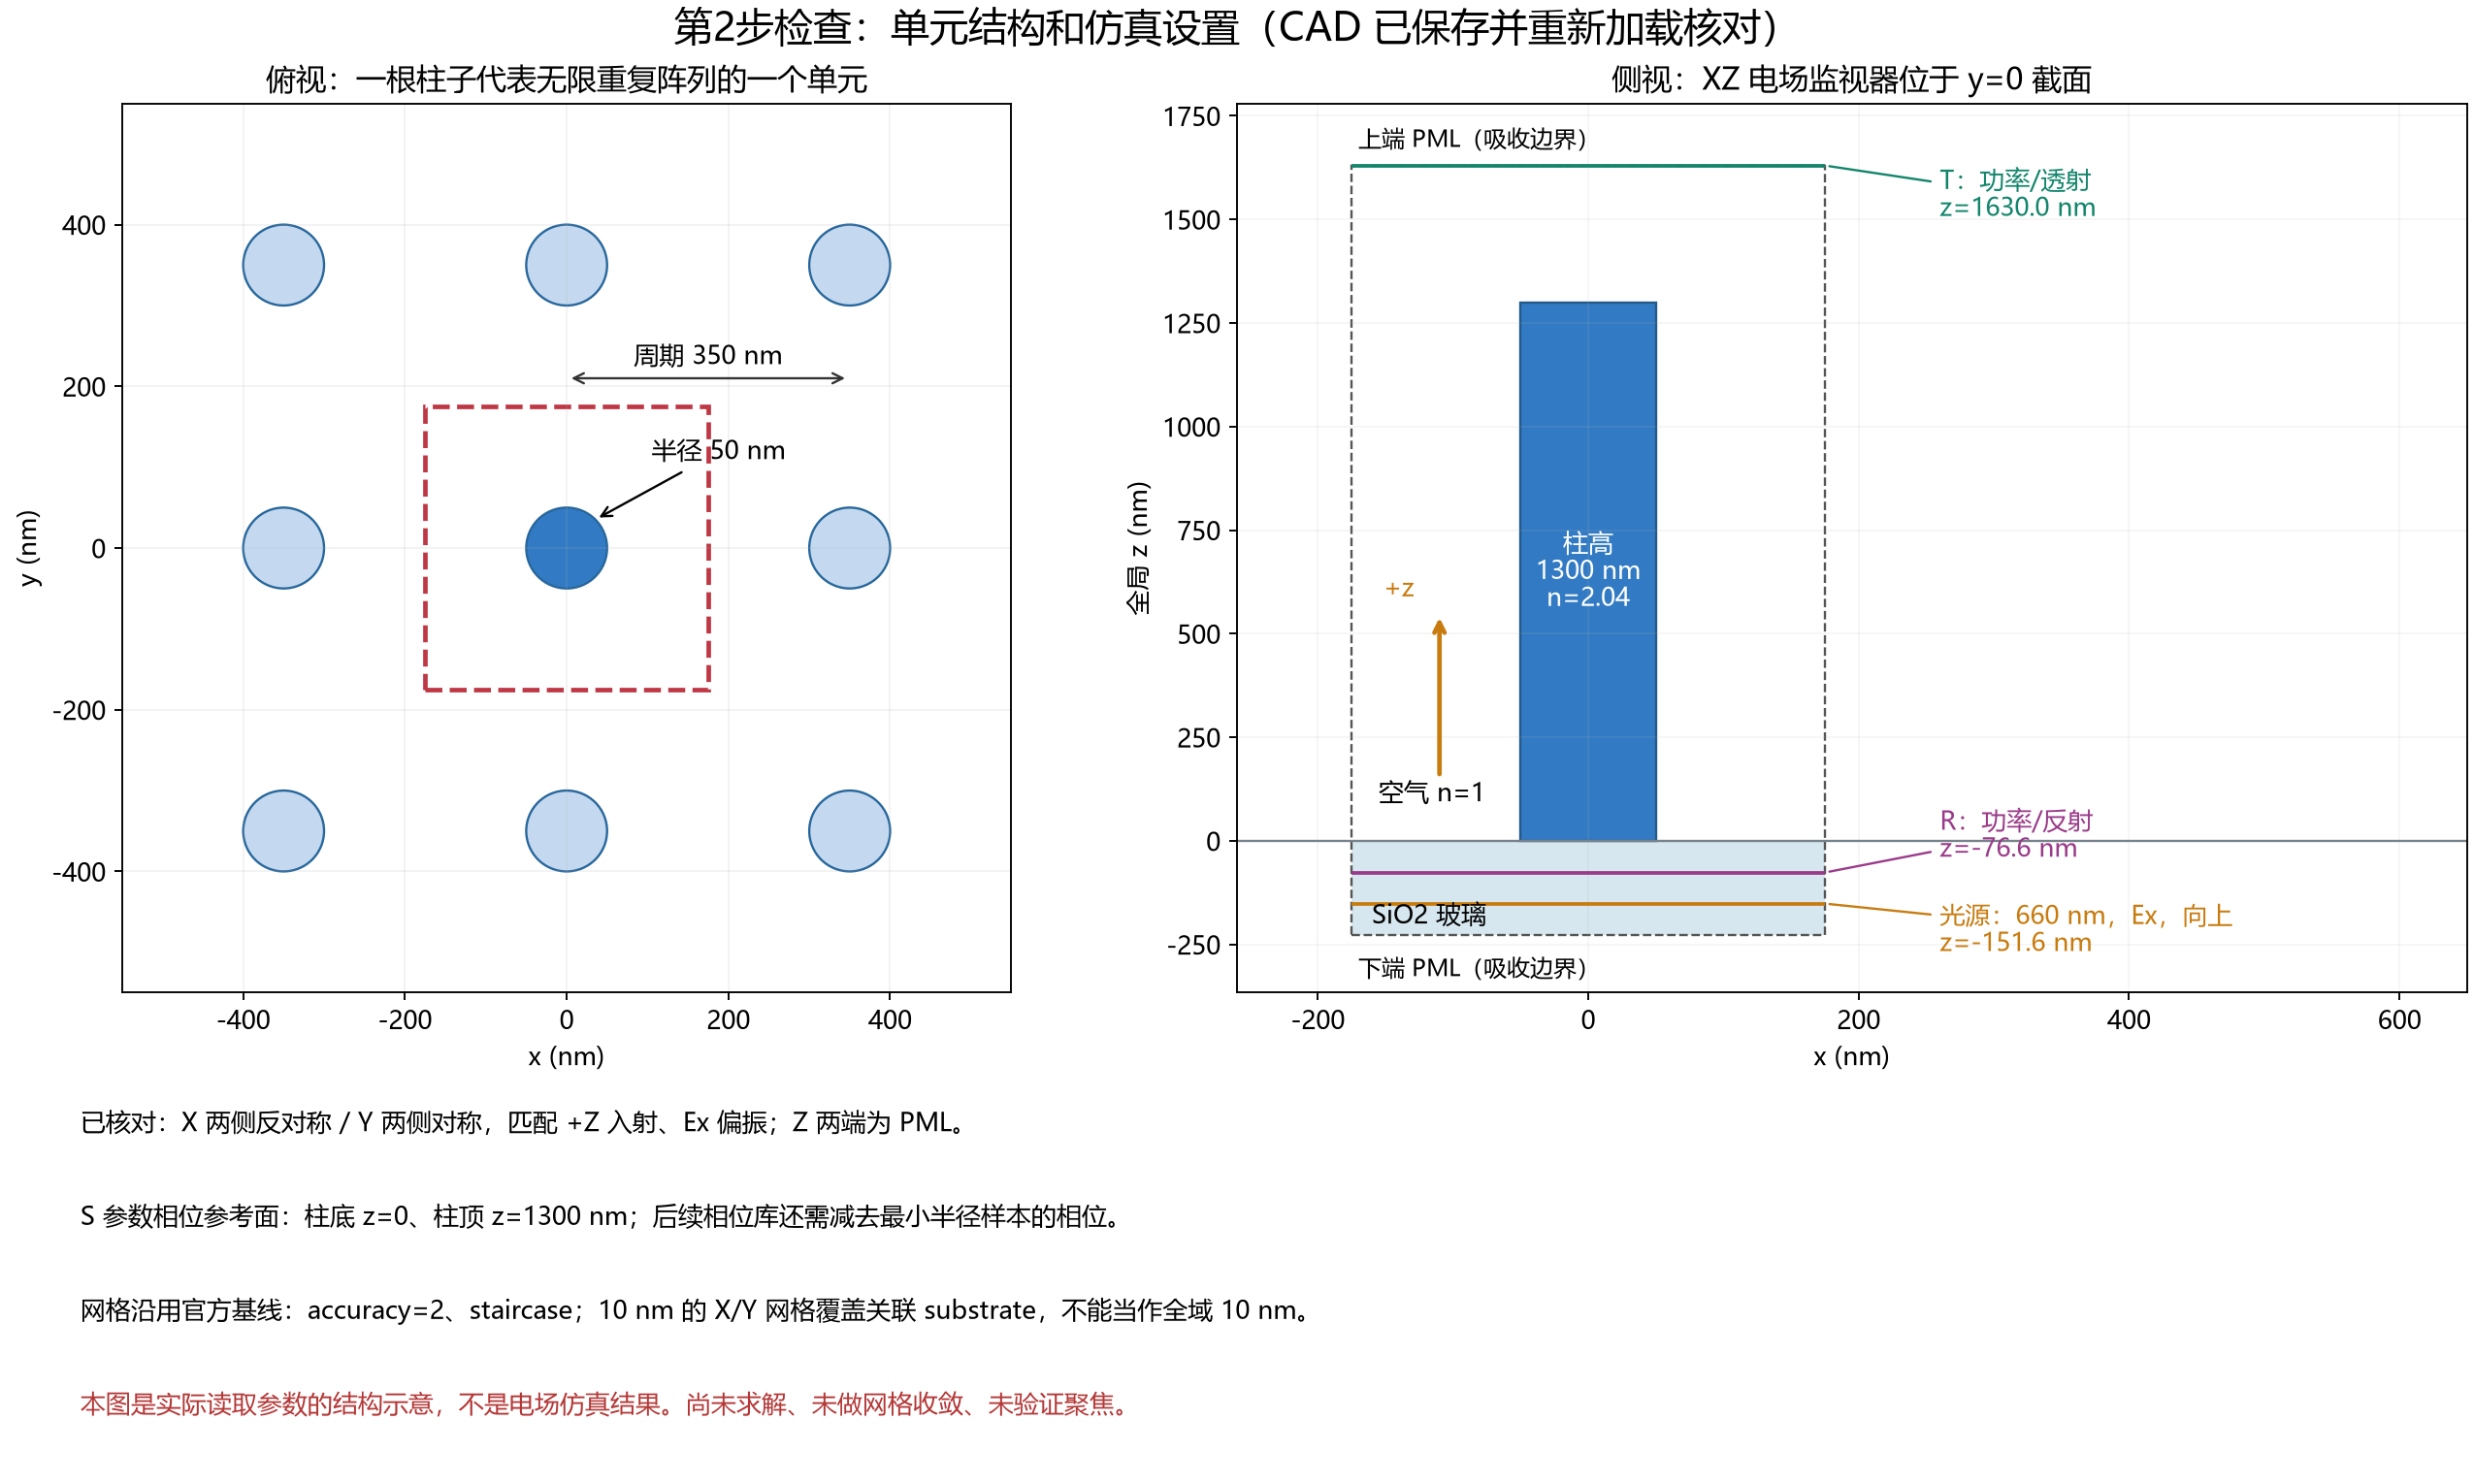 第2步检查：单元结构和仿真设置（CAD 已保存并重新加载核对）
俯视：一根柱子代表无限重复阵列的一个单元
400
200
0
-200
-400
y (nm)
周期 350 nm
半径 50 nm
-400
-200
0
200
400
x (nm)
侧视：XZ 电场监视器位于 y=0 截面
1750
1500
1250
1000
750
500
250
0
-250
全局 z (nm)
上端 PML（吸收边界）
T：功率/透射
z=1630.0 nm
柱高
1300 nm
n=2.04
+z
空气 n=1
R：功率/反射
z=-76.6 nm
SiO2 玻璃
光源：660 nm，Ex，向上
z=-151.6 nm
下端 PML（吸收边界）
-200
0
200
400
600
x (nm)
已核对：X 两侧反对称 / Y 两侧对称，匹配 +Z 入射、Ex 偏振；Z 两端为 PML。
S 参数相位参考面：柱底 z=0、柱顶 z=1300 nm；后续相位库还需减去最小半径样本的相位。
网格沿用官方基线：accuracy=2、staircase；10 nm 的 X/Y 网格覆盖关联 substrate，不能当作全域 10 nm。
本图是实际读取参数的结构示意，不是电场仿真结果。尚未求解、未做网格收敛、未验证聚焦。